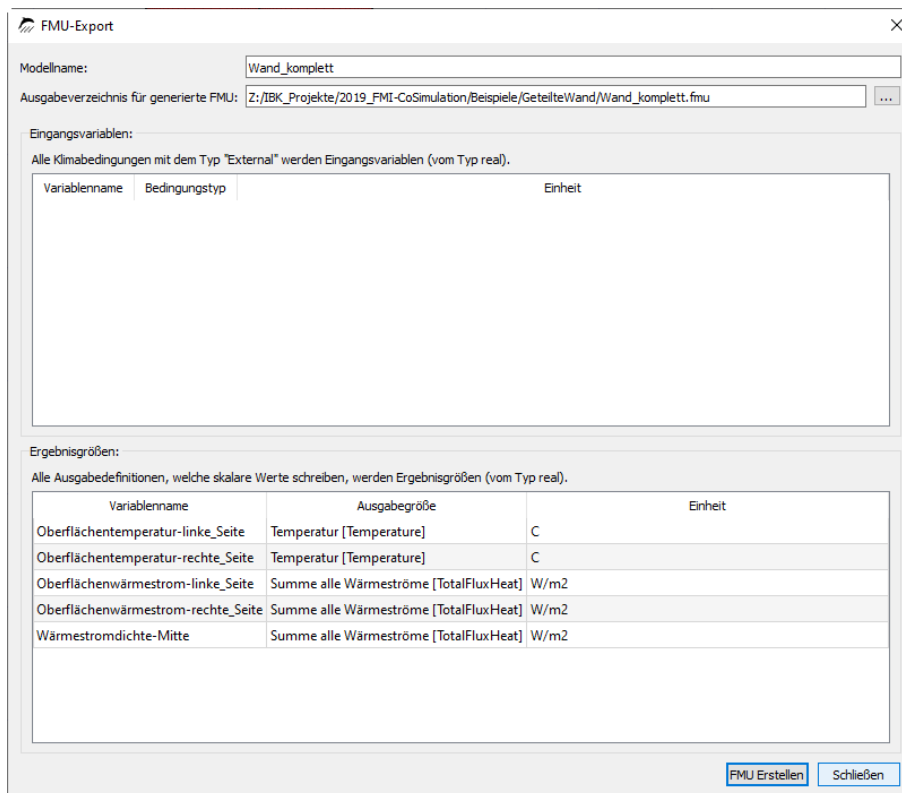 FMU-Export
Modellname: Wand_komplett
Ausgabeverzeichnis für generierte FMU: Z:/IBK_Projekte/2019_FMI-CoSimulation/Beispiele/GeteilteWand/Wand_komplett.fmu ...
Eingangsvariablen:
Alle Klimabedingungen mit dem Typ "External" werden Eingangsvariablen (vom Typ real).
Variablenname Bedingungstyp Einheit
Ergebnisgrößen:
Alle Ausgabedefinitionen, welche skalare Werte schreiben, werden Ergebnisgrößen (vom Typ real).
Variablenname Ausgabegröße Einheit
Oberflächentemperatur-linke_Seite Temperatur [Temperature] C
Oberflächentemperatur-rechte_Seite Temperatur [Temperature] C
Oberflächenwärmestrom-linke_Seite Summe alle Wärmeströme [TotalFluxHeat] W/m2
Oberflächenwärmestrom-rechte_Seite Summe alle Wärmeströme [TotalFluxHeat] W/m2
Wärmestromdichte-Mitte Summe alle Wärmeströme [TotalFluxHeat] W/m2
FMU Erstellen Schließen